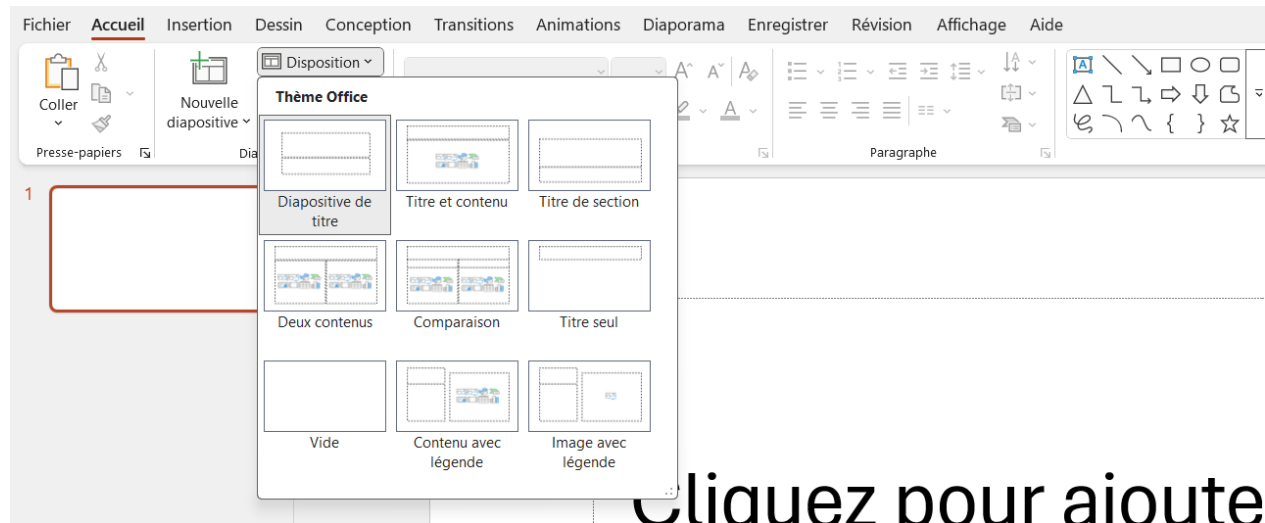 Fichier Accueil Insertion Dessin Conception Transitions Animations Diaporama Enregistrer Révision Affichage Aide
Disposition
Coller
Nouvelle
diapositive
Presse-papiers
Dia
Paragraphe
Thème Office
Diapositive de
titre
Titre et contenu
Titre de section
Deux contenus
Comparaison
Titre seul
Vide
Contenu avec
légende
Image avec
légende
1
Cliquez pour ajoute